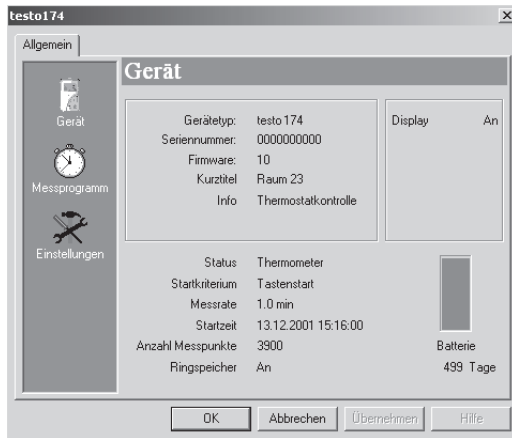 testo174
Allgemein
Gerät
Gerät
Messprogramm
Einstellungen
Gerätetyp: testo 174
Seriennummer: 0000000000
Firmware: 10
Kurztitel Raum 23
Info Thermostatkontrolle
Display An
Status Thermometer
Startkriterium Tastenstart
Messrate 1.0 min
Startzeit 13.12.2001 15:16:00
Anzahl Messpunkte 3900
Ringspeicher An
Batterie
499 Tage
OK Abbrechen Übernehmen Hilfe